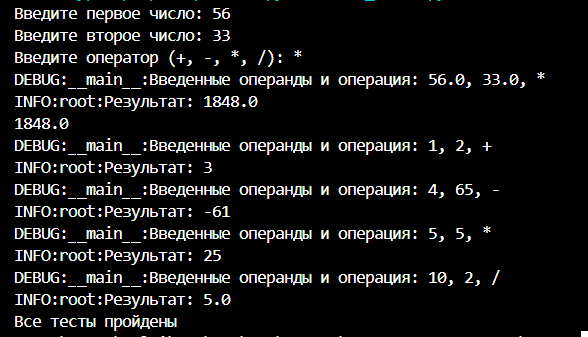 Введите первое число: 56
Введите второе число: 33
Введите оператор (+, -, *, /): *
DEBUG:__main__:Введенные операнды и операция: 56.0, 33.0, *
INFO:root:Результат: 1848.0
1848.0
DEBUG:__main__:Введенные операнды и операция: 1, 2, +
INFO:root:Результат: 3
DEBUG:__main__:Введенные операнды и операция: 4, 65, -
INFO:root:Результат: -61
DEBUG:__main__:Введенные операнды и операция: 5, 5, *
INFO:root:Результат: 25
DEBUG:__main__:Введенные операнды и операция: 10, 2, /
INFO:root:Результат: 5.0
Все тесты пройдены